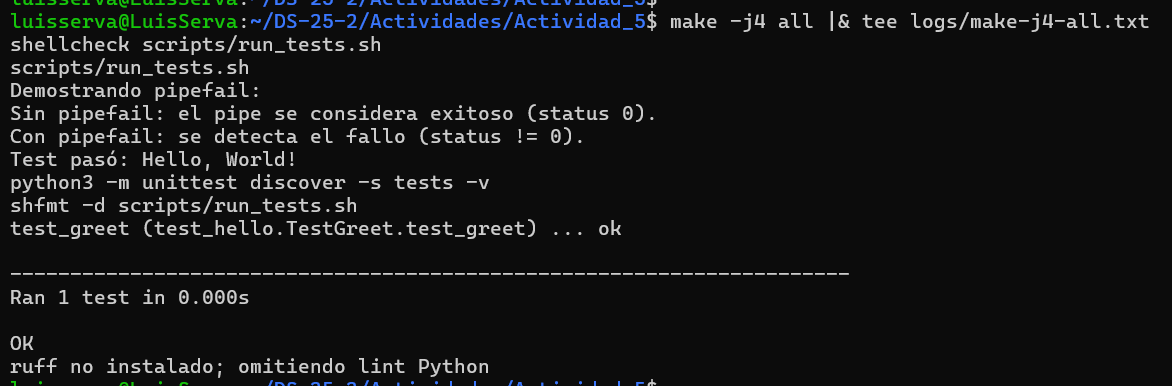 luisserva@LuisServa:~/DS-25-2/Actividades/Actividad_5$
luisserva@LuisServa:~/DS-25-2/Actividades/Actividad_5$ make -j4 all |& tee logs/make-j4-all.txt
shellcheck scripts/run_tests.sh
scripts/run_tests.sh
Demostrando pipefail:
Sin pipefail: el pipe se considera exitoso (status 0).
Con pipefail: se detecta el fallo (status != 0).
Test pasó: Hello, World!
python3 -m unittest discover -s tests -v
shfmt -d scripts/run_tests.sh
test_greet (test_hello.TestGreet.test_greet) ... ok
----------------------------------------------------------------------
Ran 1 test in 0.000s
OK
ruff no instalado; omitiendo lint Python
luisserva@LuisServa:~/DS-25-2/Actividades/Actividad_5$